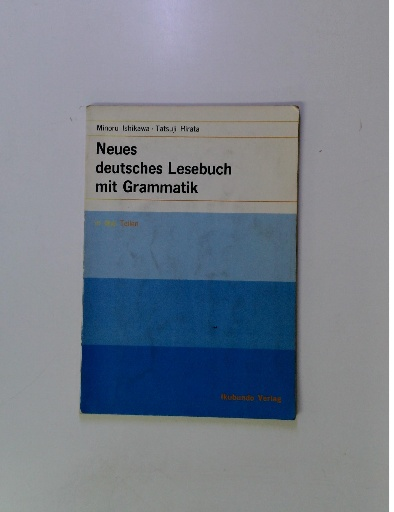 Minoru Ishikawa · Tatsuji Hirata
Neues
deutsches Lesebuch
mit Grammatik
Ikubundo Verlag